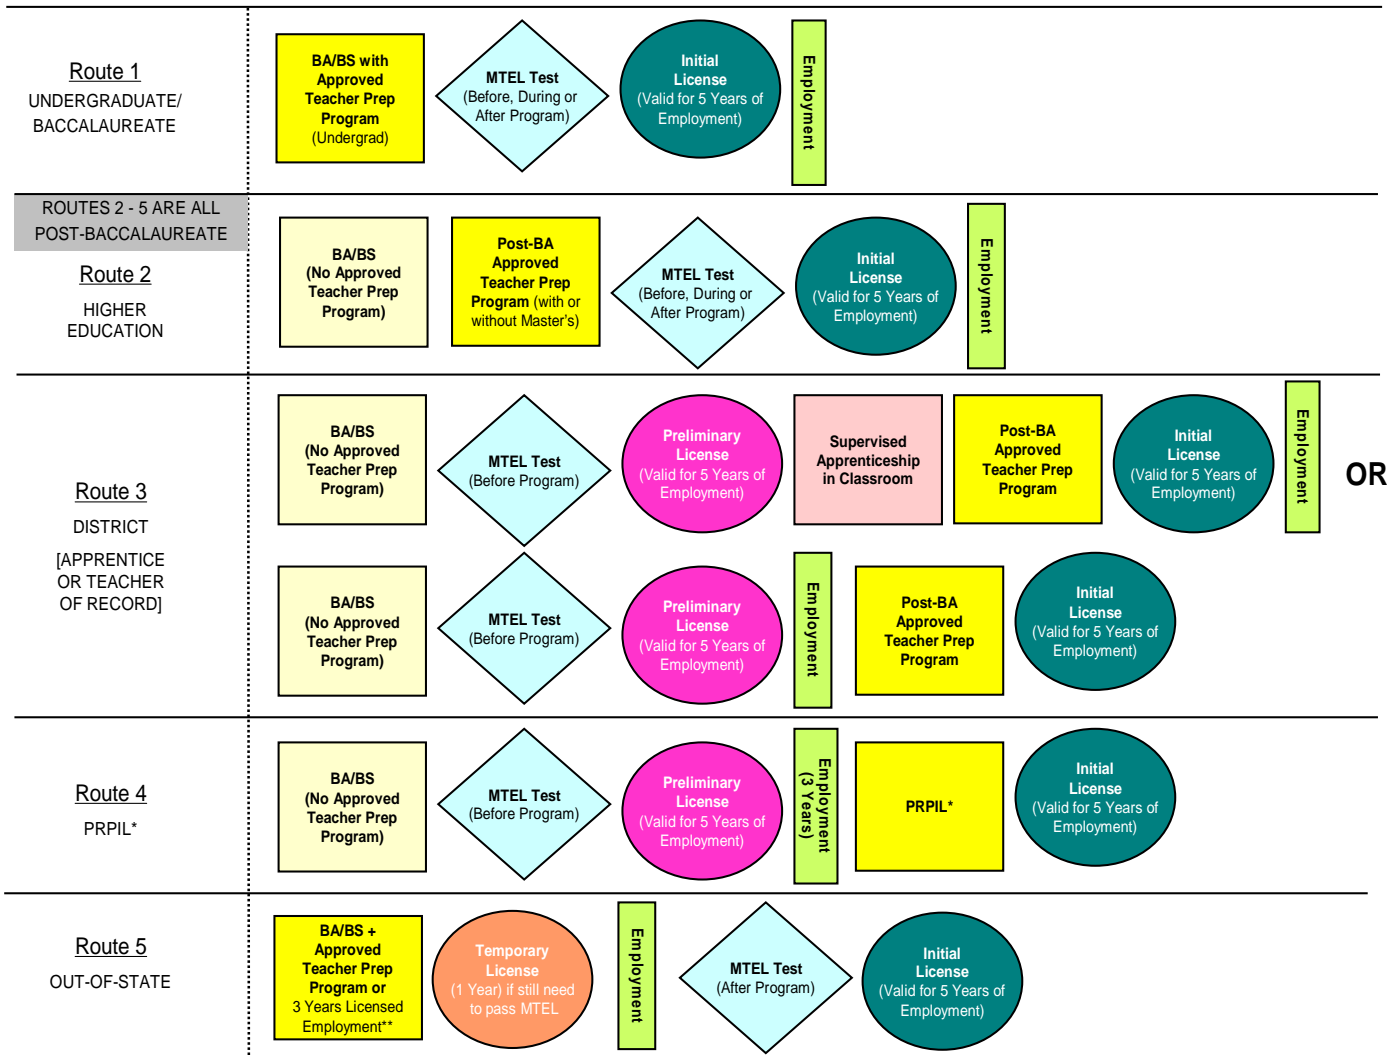 Route 1
UNDERGRADUATE/
BACCALAUREATE
BA/BS with
Approved
Teacher Prep
Program
(Undergrad)
MTEL Test
(Before, During or
After Program)
Initial
License
(Valid for 5 Years of
Employment)
Employment
ROUTES 2 - 5 ARE ALL
POST-BACCALAUREATE
Route 2
HIGHER
EDUCATION
BA/BS
(No Approved
Teacher Prep
Program)
Post-BA
Approved
Teacher Prep
Program (with or
without Master's)
MTEL Test
(Before, During or
After Program)
Initial
License
(Valid for 5 Years of
Employment)
Employment
Route 3
DISTRICT
[APPRENTICE
OR TEACHER
OF RECORD]
BA/BS
(No Approved
Teacher Prep
Program)
MTEL Test
(Before Program)
Preliminary
License
(Valid for 5 Years of
Employment)
Supervised
Apprenticeship
in Classroom
Post-BA
Approved
Teacher Prep
Program
Initial
License
(Valid for 5 Years of
Employment)
Employment
OR
BA/BS
(No Approved
Teacher Prep
Program)
MTEL Test
(Before Program)
Preliminary
License
(Valid for 5 Years of
Employment)
Employment
Post-BA
Approved
Teacher Prep
Program
Initial
License
(Valid for 5 Years of
Employment)
Route 4
PRPIL*
BA/BS
(No Approved
Teacher Prep
Program)
MTEL Test
(Before Program)
Preliminary
License
(Valid for 5 Years of
Employment)
Employment
(3 Years)
PRPIL*
Initial
License
(Valid for 5 Years of
Employment)
Route 5
OUT-OF-STATE
BA/BS +
Approved
Teacher Prep
Program or
3 Years Licensed
Employment**
Temporary
License
(1 Year) if still need
to pass MTEL
Employment
MTEL Test
(After Program)
Initial
License
(Valid for 5 Years of
Employment)